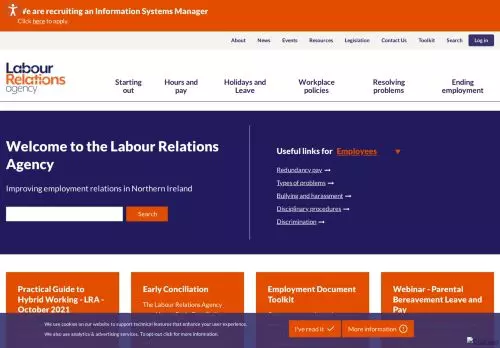 We are recruiting an Information Systems Manager
Click here to apply.
About News Events Resources Legislation Contact Us Toolkit Search Log in
Labour
Relations
agency
Starting out
Hours and pay
Holidays and Leave
Workplace policies
Resolving problems
Ending employment
Welcome to the Labour Relations
Agency
Improving employment relations in Northern Ireland
Search
Useful links for Employees
Redundancy pay
Types of problems
Bullying and harassment
Disciplinary procedures
Discrimination
Practical Guide to
Hybrid Working - LRA -
October 2021
Early Conciliation
The Labour Relations Agency
Employment Document
Toolkit
Webinar - Parental
Bereavement Leave and
Pay
We use cookies on our website to support technical features that enhance your user experience.
We also use analytics & advertising services. To opt-out click for more information.
I've read it
More information